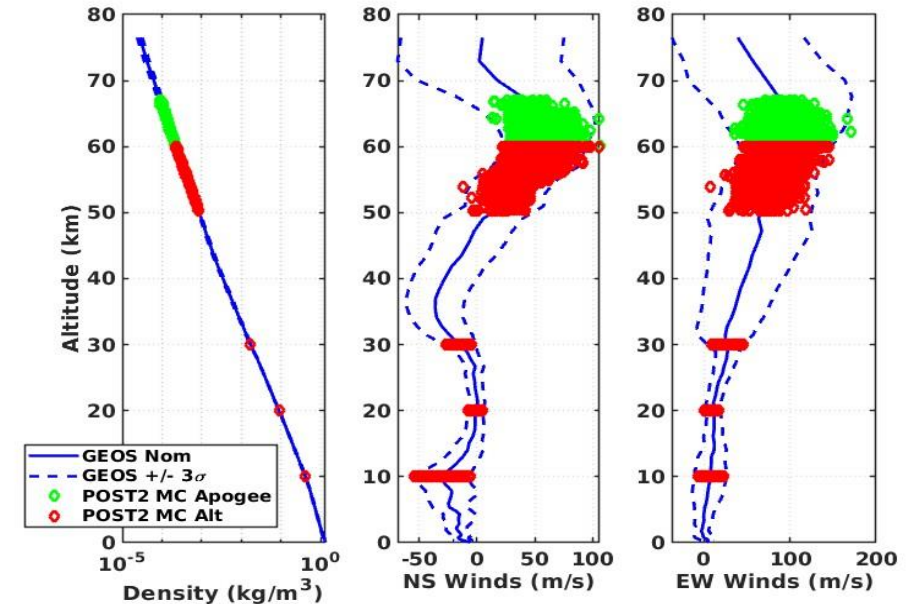 80
70
60
50
40
30
20
10
0
Altitude (km)
GEOS Nom
GEOS +/- 3σ
POST2 MC Apogee
POST2 MC Alt
10^-5
10^0
Density (kg/m^3)
80
70
60
50
40
30
20
10
0
-50 0 50 100
NS Winds (m/s)
80
70
60
50
40
30
20
10
0
0 100 200
EW Winds (m/s)